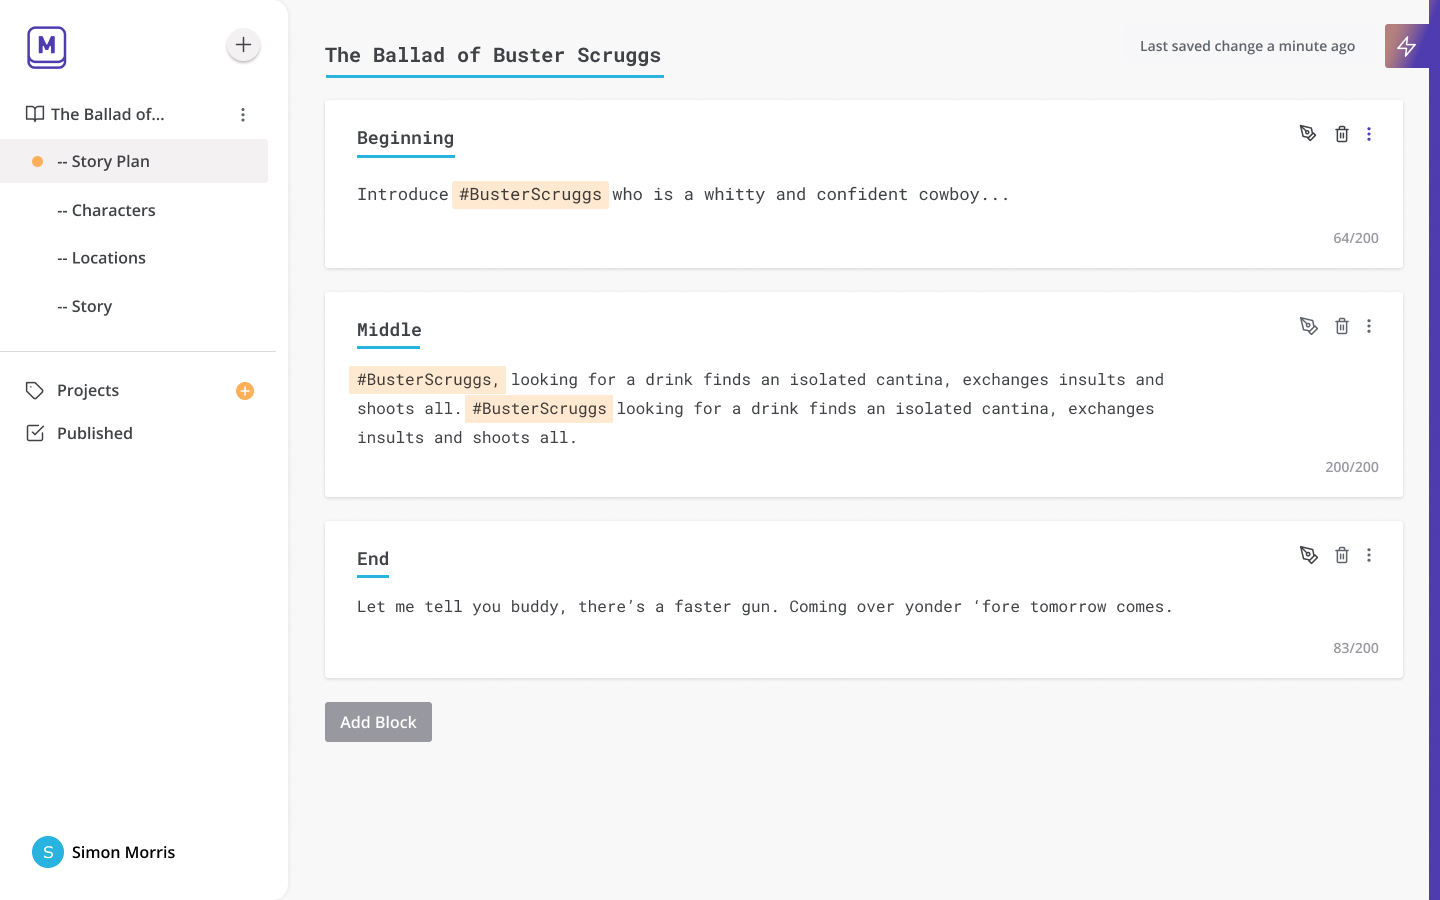 M
The Ballad of...
-- Story Plan
-- Characters
-- Locations
-- Story
Projects
Published
S
Simon Morris
The Ballad of Buster Scruggs
Last saved change a minute ago
Beginning
Introduce #BusterScruggs who is a whitty and confident cowboy...
64/200
Middle
#BusterScruggs, looking for a drink finds an isolated cantina, exchanges insults and
shoots all. #BusterScruggs looking for a drink finds an isolated cantina, exchanges
insults and shoots all.
200/200
End
Let me tell you buddy, there’s a faster gun. Coming over yonder ‘fore tomorrow comes.
83/200
Add Block